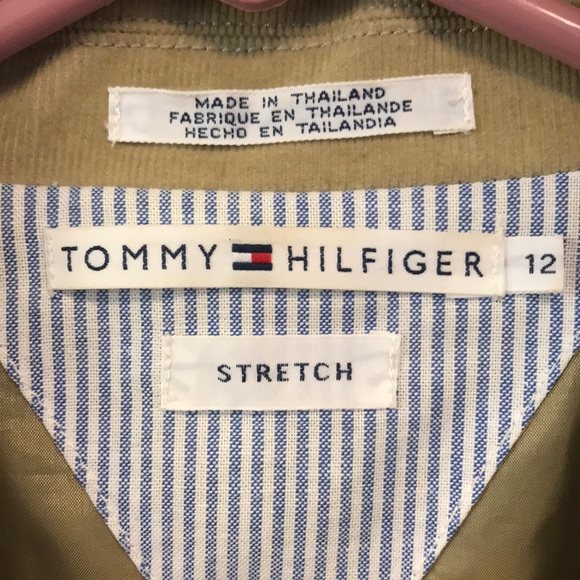 MADE IN THAILAND
FABRIQUE EN THAILANDE
HECHO EN TAILANDIA
TOMMY HILFIGER 12
STRETCH